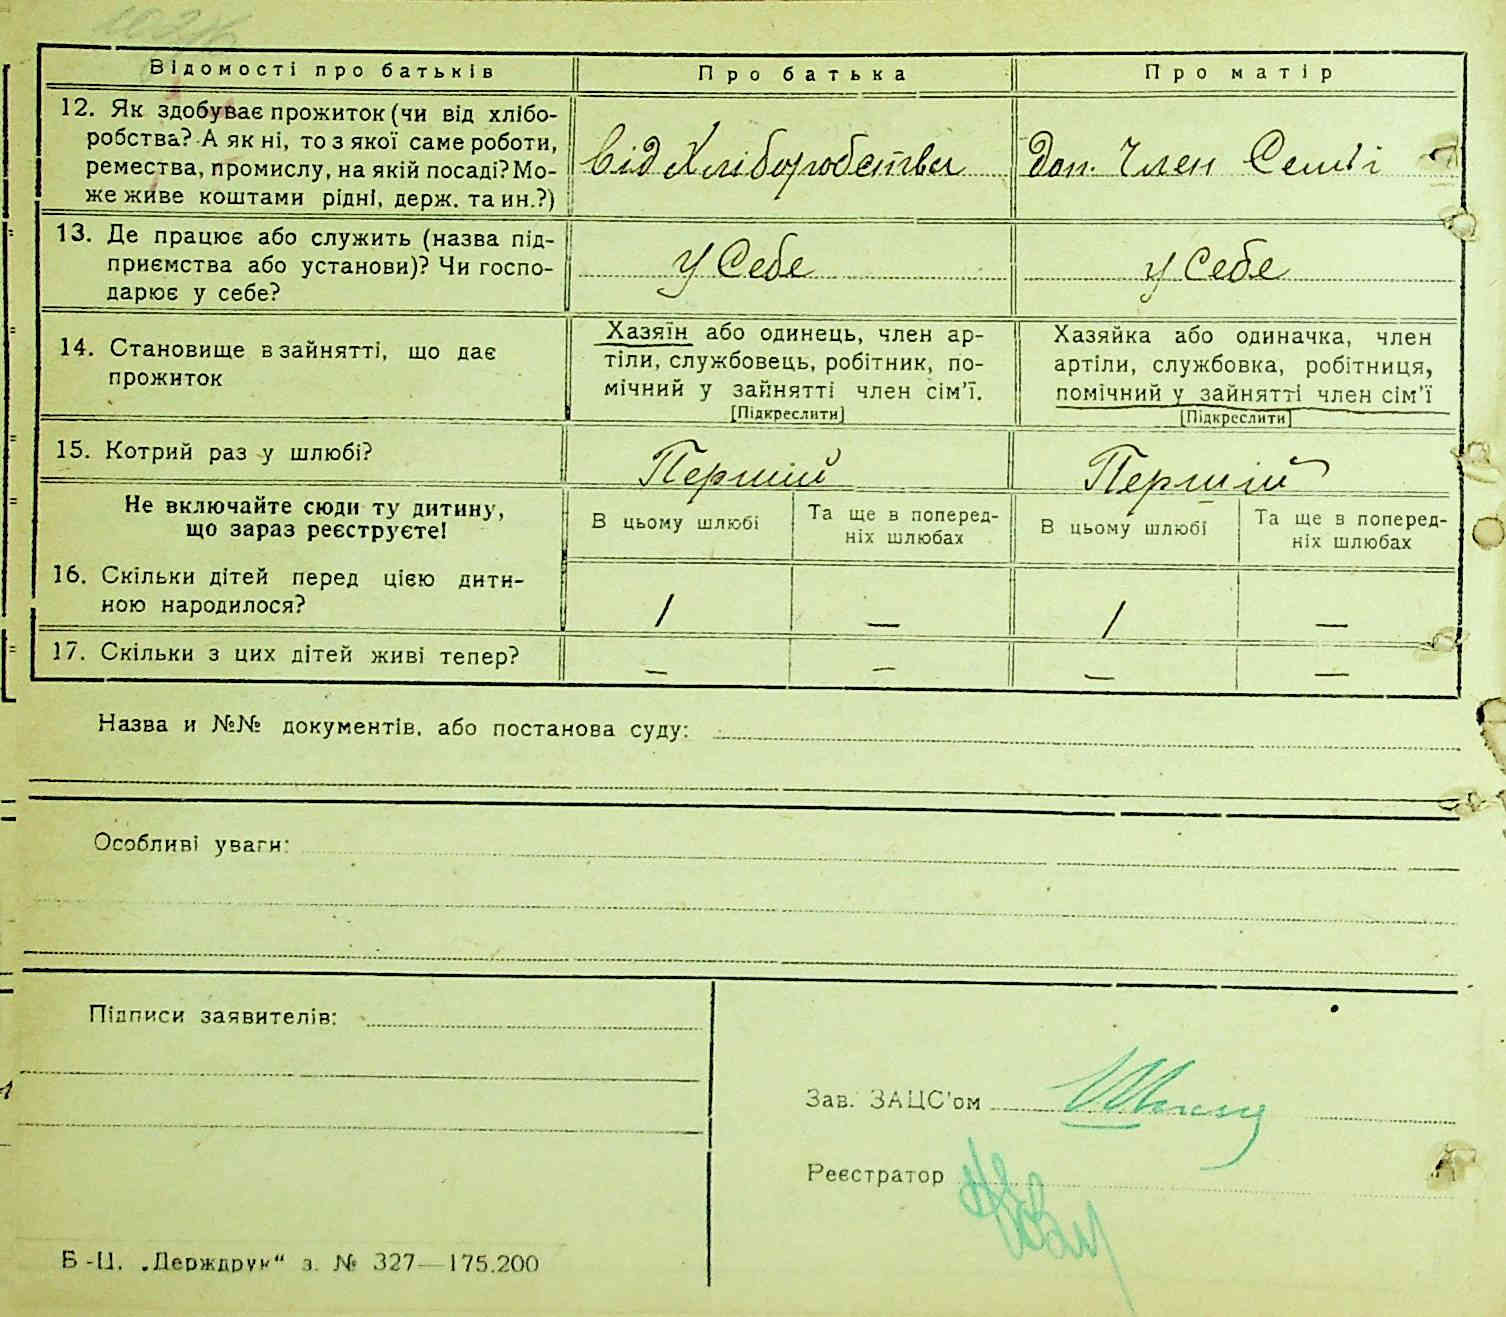 Відомості про батьків
Про батька
Про матір
12. Як здобуває прожиток (чи від хлібо-
робства? А як ні, то з якої саме роботи,
ремества, промислу, на якій посаді? Мо-
же живе коштами рідні, держ. та ин.?)
від Хліборобства
Доп. Член Семʼї
13. Де працює або служить (назва під-
приємства або установи)? Чи госпо-
дарює у себе?
у Себе
у Себе
14. Становище в зайнятті, що дає
прожиток
Хазяїн або одинець, член ар-
тіли, службовець, робітник, по-
мічний у зайнятті член сім'ї.
[Підкреслити]
Хазяйка або одиначка, член
артіли, службовка, робітниця,
помічний у зайнятті член сім'ї
[Підкреслити]
15. Котрий раз у шлюбі?
Першій
Першій
Не включайте сюди ту дитину,
що зараз реєструєте!
В цьому шлюбі
Та ще в поперед-
ніх шлюбах
В цьому шлюбі
Та ще в поперед-
ніх шлюбах
16. Скільки дітей перед цією дити-
ною народилося?
1 — 1 —
17. Скільки з цих дітей живі тепер?
— — — —
Назва и №№ документів, або постанова суду:
Особливі уваги:
Підписи заявителів:
Зав. ЗАЦС'ом
Реєстратор
Б-Ц. „Держдрук“ з. № 327—175.200